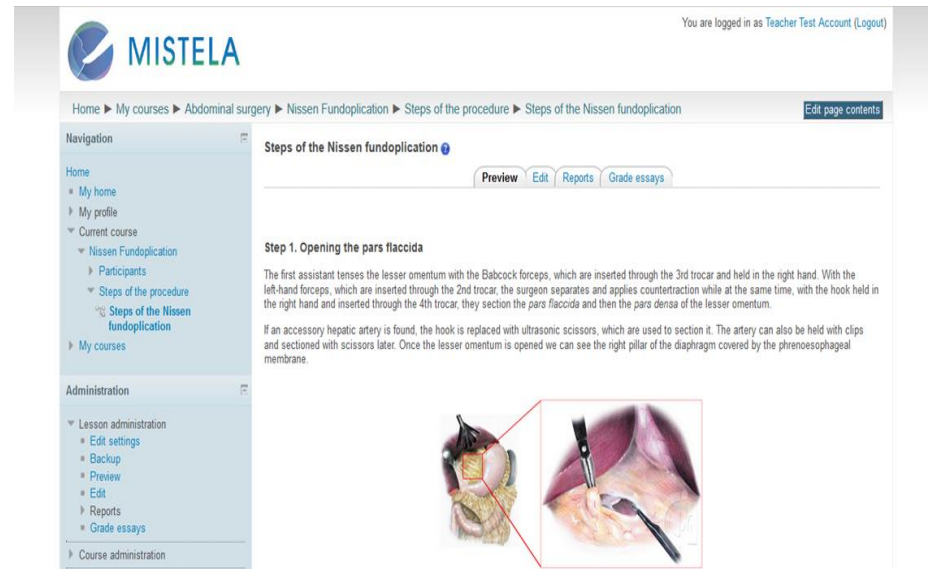 You are logged in as Teacher Test Account (Logout)
MISTELA
Home ► My courses ► Abdominal surgery ► Nissen Fundoplication ► Steps of the procedure ► Steps of the Nissen fundoplication
Edit page contents
Navigation
Home
My home
My profile
Current course
Nissen Fundoplication
Participants
Steps of the procedure
Steps of the Nissen
fundoplication
My courses
Administration
Lesson administration
Edit settings
Backup
Preview
Edit
Reports
Grade essays
Course administration
Steps of the Nissen fundoplication
Preview Edit Reports Grade essays
Step 1. Opening the pars flaccida
The first assistant tenses the lesser omentum with the Babcock forceps, which are inserted through the 3rd trocar and held in the right hand. With the
left-hand forceps, which are inserted through the 2nd trocar, the surgeon separates and applies countertraction while at the same time, with the hook held in
the right hand and inserted through the 4th trocar, they section the pars flaccida and then the pars densa of the lesser omentum.
If an accessory hepatic artery is found, the hook is replaced with ultrasonic scissors, which are used to section it. The artery can also be held with clips
and sectioned with scissors later. Once the lesser omentum is opened we can see the right pillar of the diaphragm covered by the phrenoesophageal
membrane.